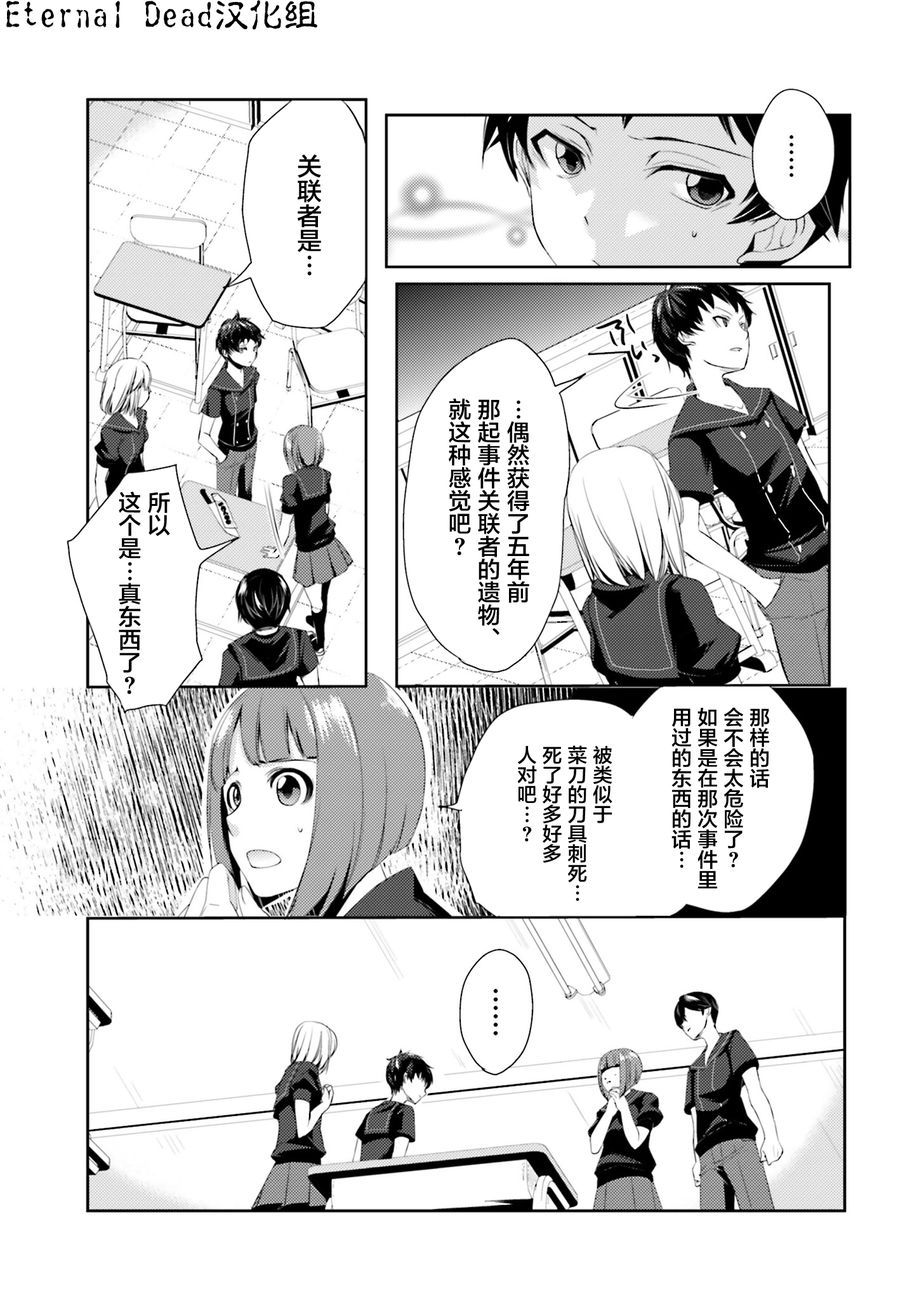 Eternal Dead汉化组
……
…偶然获得了五年前
那起事件关联者的遗物、
就这种感觉吧？
ふいっ
关联者是…
所以
这个是…真东西了？
那样的话
会不会太危险了？
如果是在那次事件里
用过的东西的话…
被类似于
菜刀的刀具刺死…
死了好多好多
人对吧…？
……